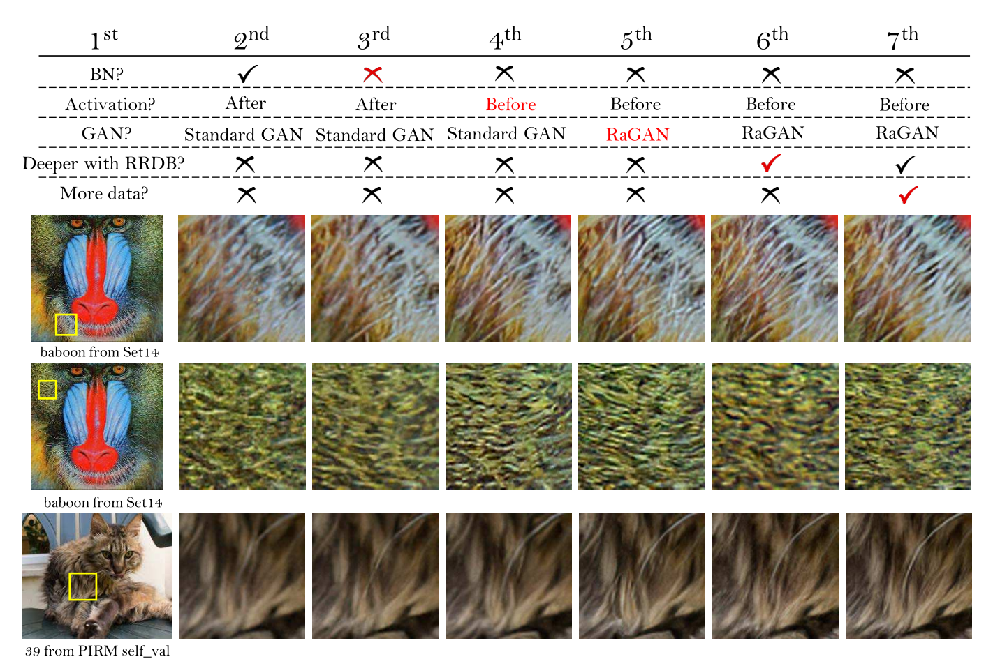 1st 2nd 3rd 4th 5th 6th 7th
BN? ✓ ✗ ✗ ✗ ✗ ✗
Activation? After After Before Before Before Before
GAN? Standard GAN Standard GAN Standard GAN RaGAN RaGAN RaGAN
Deeper with RRDB? ✗ ✗ ✗ ✗ ✓ ✓
More data? ✗ ✗ ✗ ✗ ✗ ✓
baboon from Set14
baboon from Set14
39 from PIRM self_val